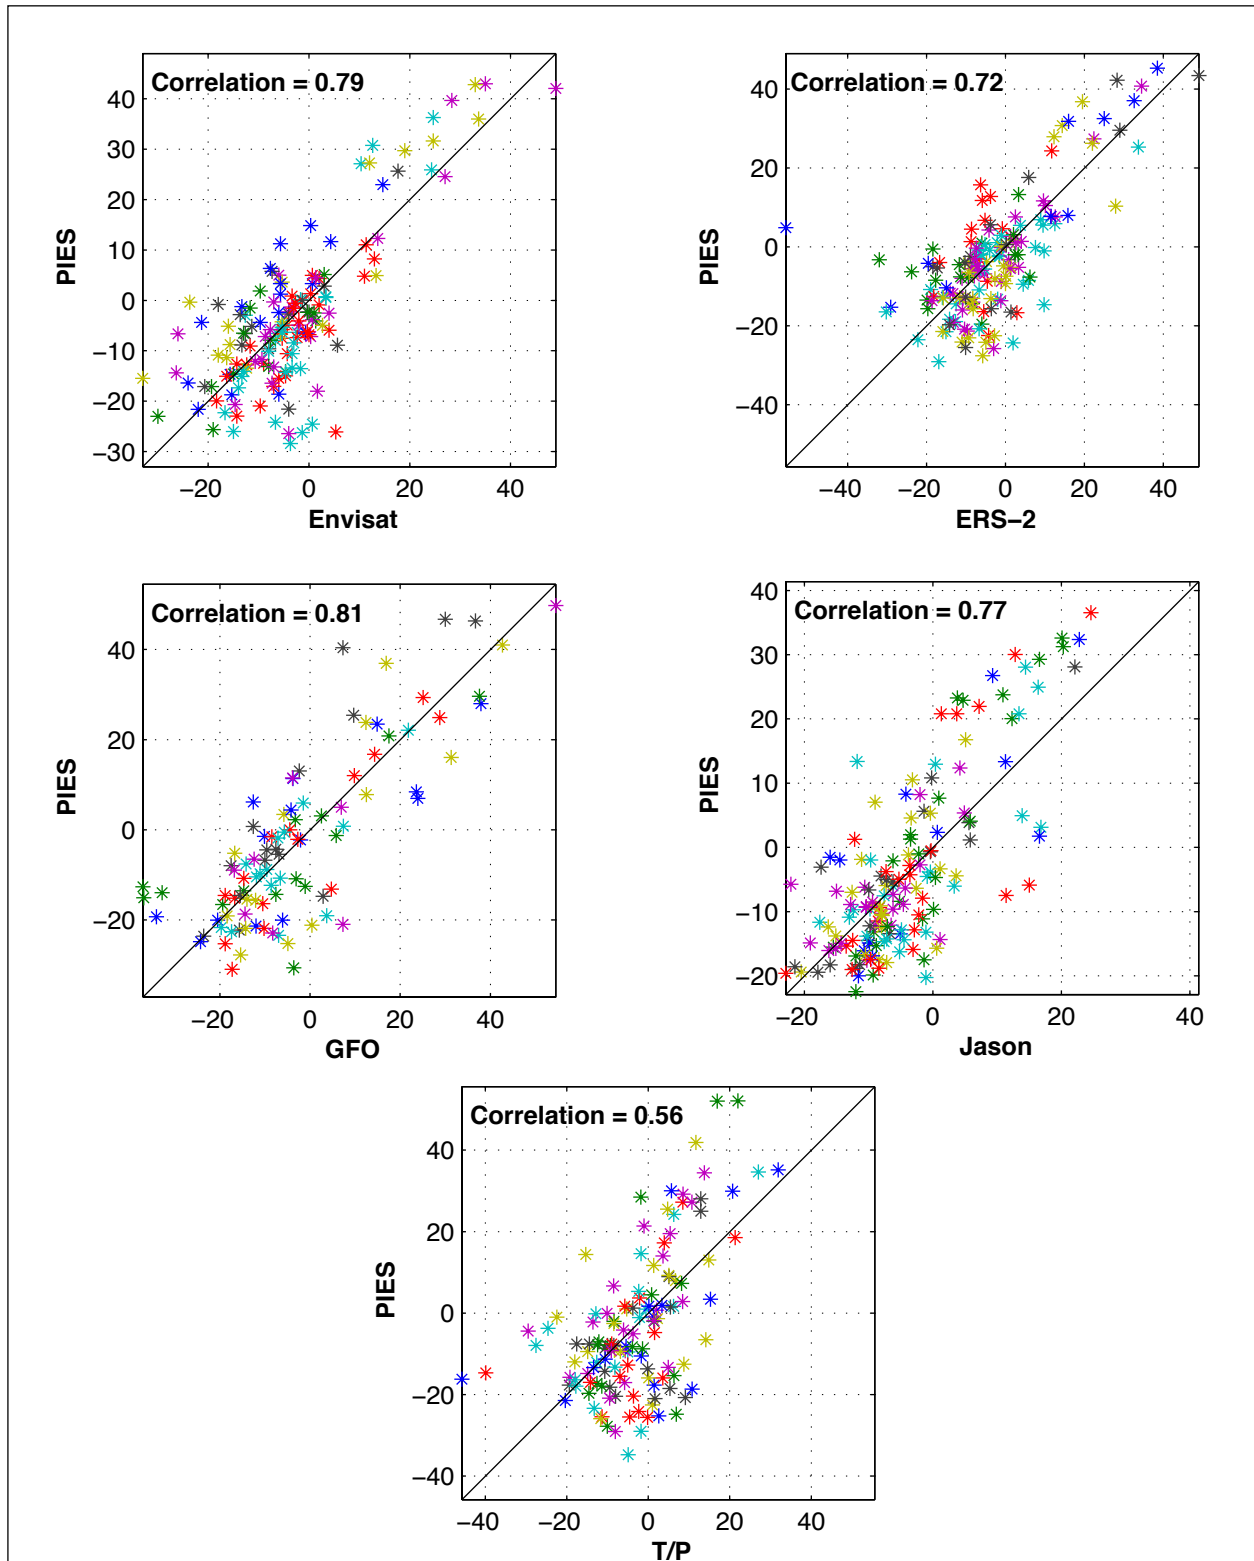 Correlation = 0.79
40
30
20
10
0
−10
−20
−30
PIES
−20 0 20 40
Envisat
Correlation = 0.72
40
20
0
−20
−40
PIES
−40 −20 0 20 40
ERS−2
Correlation = 0.81
40
20
0
−20
PIES
−20 0 20 40
GFO
Correlation = 0.77
40
30
20
10
0
−10
−20
PIES
−20 0 20 40
Jason
Correlation = 0.56
40
20
0
−20
−40
PIES
−40 −20 0 20 40
T/P